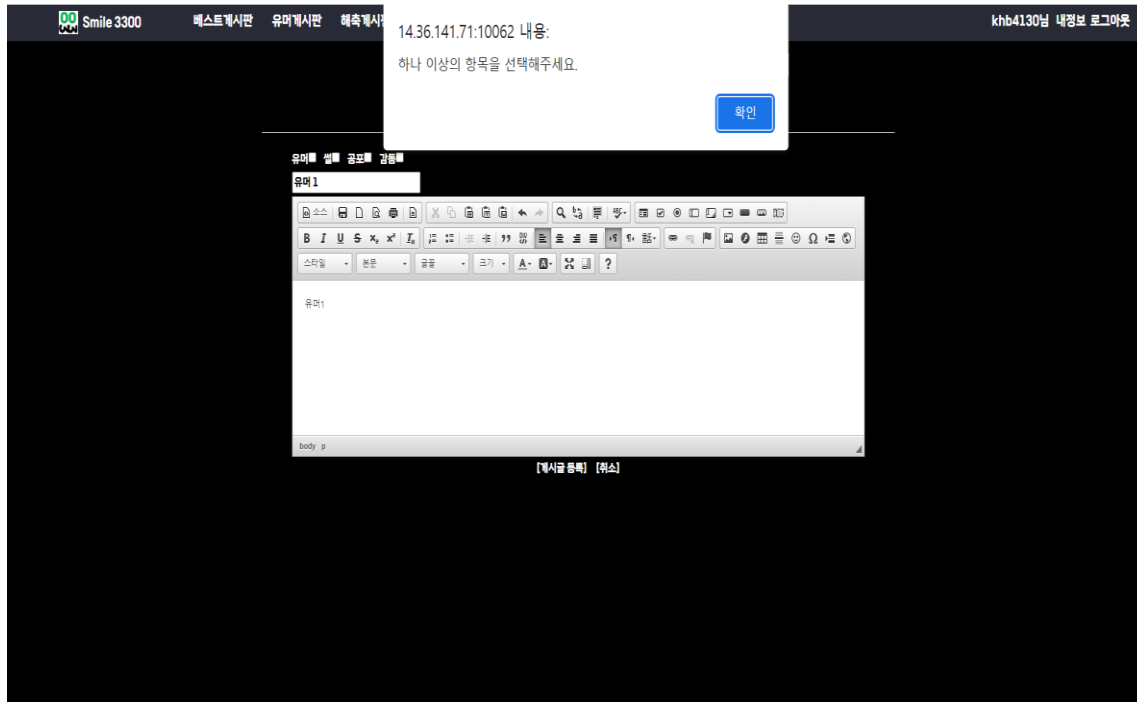 Smile 3300 베스트게시판 유머게시판 해축게시판 khb4130님 내정보 로그아웃
14.36.141.71:10062 내용:
하나 이상의 항목을 선택해주세요.
확인
유머 썰 공포 감동
유머 1
소스
스타일 본문 글꼴 크기 A A ?
유머1
body p
[게시글 등록] [취소]